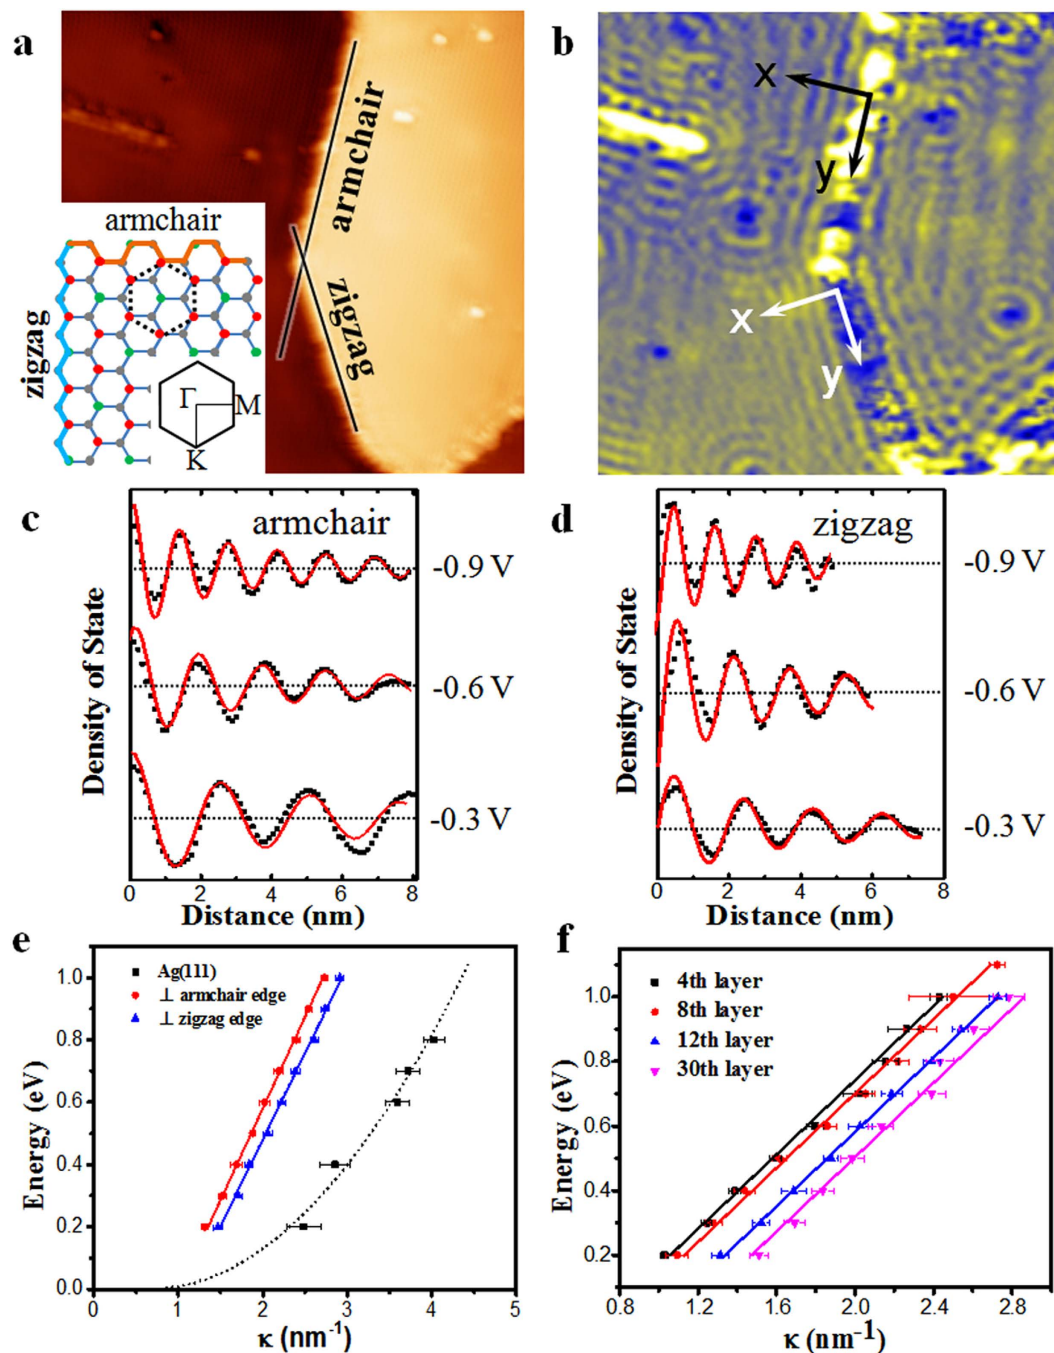 a
armchair
zigzag
armchair
zigzag
Γ
M
K
b
x
y
x
y
c
armchair
-0.9 V
-0.6 V
-0.3 V
Density of State
0 2 4 6 8
Distance (nm)
d
zigzag
-0.9 V
-0.6 V
-0.3 V
Density of State
0 2 4 6 8
Distance (nm)
e
Ag(111)
⊥ armchair edge
⊥ zigzag edge
1.0
0.8
0.6
0.4
0.2
0.0
Energy (eV)
0 1 2 3 4 5
κ (nm⁻¹)
f
4th layer
8th layer
12th layer
30th layer
1.0
0.8
0.6
0.4
0.2
Energy (eV)
0.8 1.2 1.6 2.0 2.4 2.8
κ (nm⁻¹)